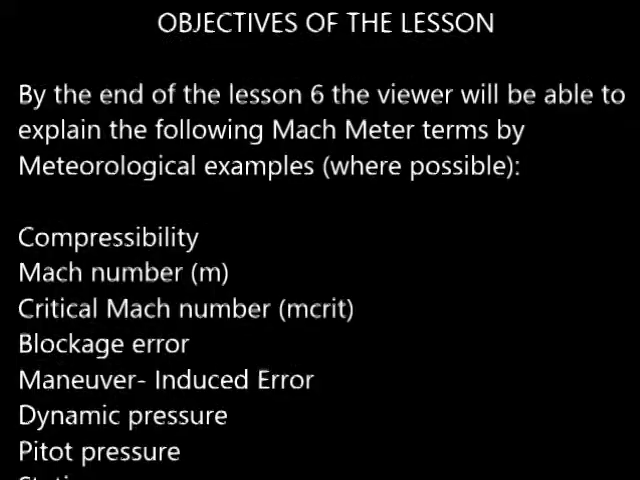 OBJECTIVES OF THE LESSON
By the end of the lesson 6 the viewer will be able to
explain the following Mach Meter terms by
Meteorological examples (where possible):
Compressibility
Mach number (m)
Critical Mach number (mcrit)
Blockage error
Maneuver- Induced Error
Dynamic pressure
Pitot pressure